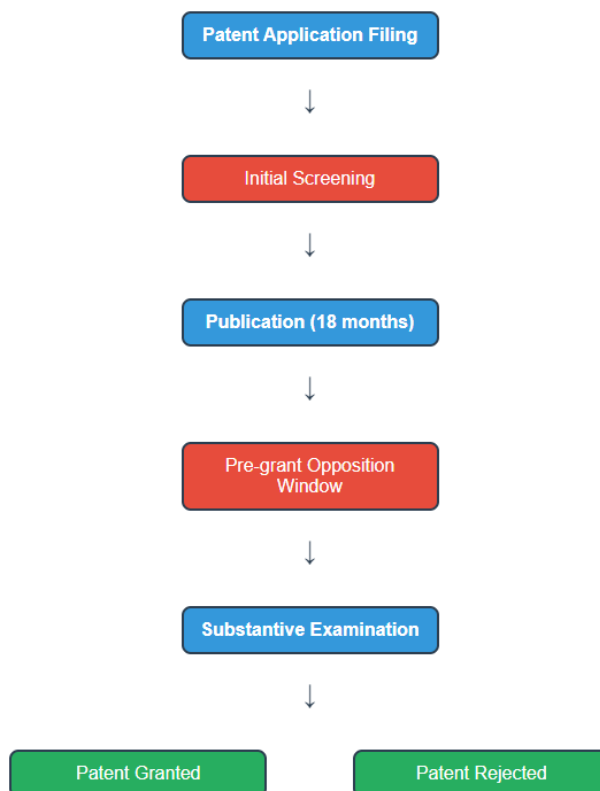 Patent Application Filing
↓
Initial Screening
↓
Publication (18 months)
↓
Pre-grant Opposition
Window
↓
Substantive Examination
↓
Patent Granted
Patent Rejected